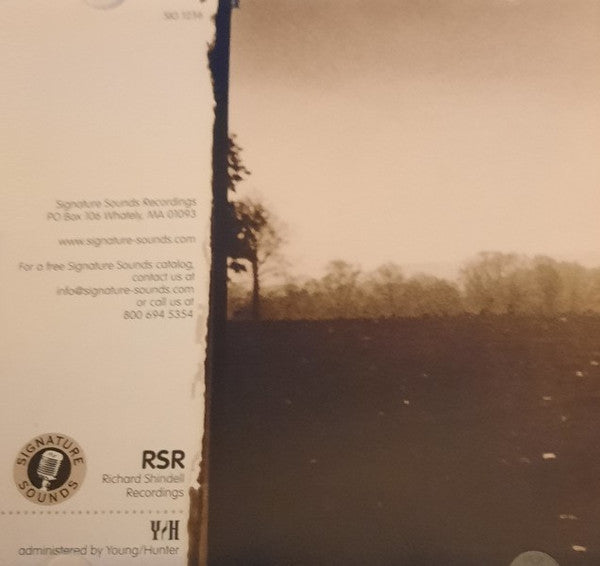 SIG 1274
Signature Sounds Recordings
PO Box 106 Whately, MA 01093
www.signature-sounds.com
For a free Signature Sounds catalog,
contact us at
info@signature-sounds.com
or call us at
800 694 5354
SIGNATURE
SOUNDS
RSR
Richard Shindell
Recordings
Y/H
administered by Young/Hunter